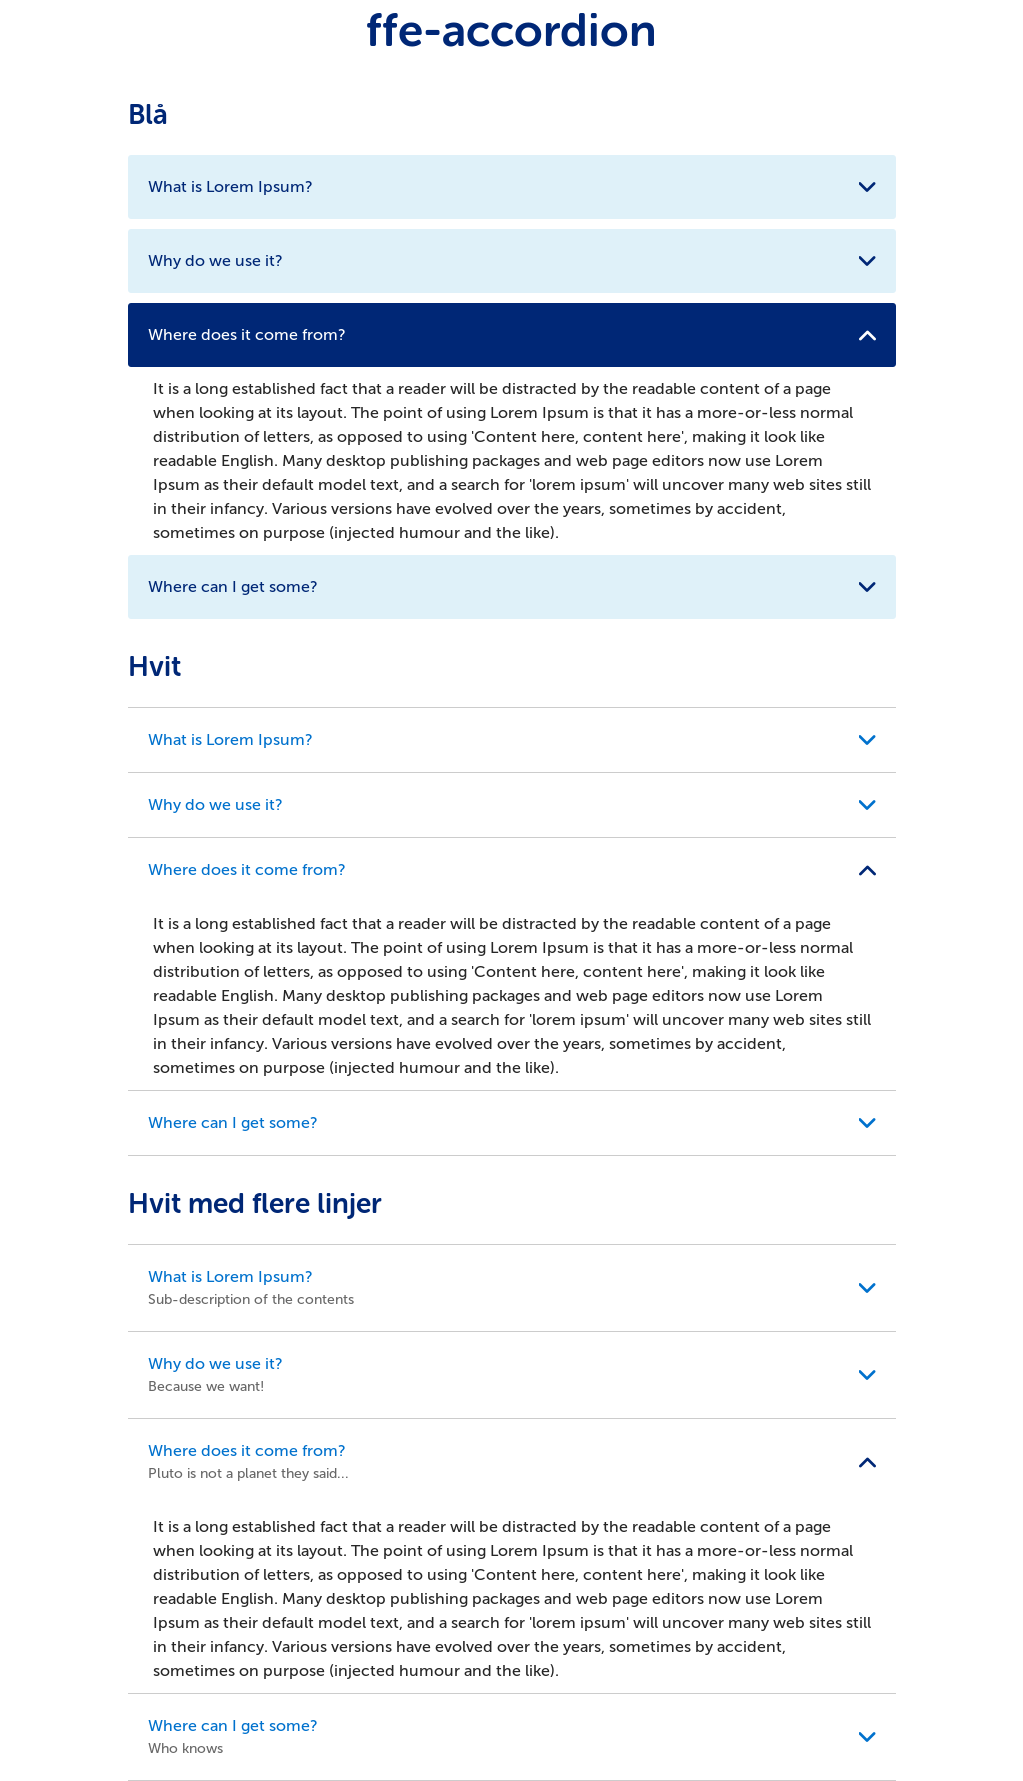 ffe-accordion
Blå
What is Lorem Ipsum?
Why do we use it?
Where does it come from?
It is a long established fact that a reader will be distracted by the readable content of a page
when looking at its layout. The point of using Lorem Ipsum is that it has a more-or-less normal
distribution of letters, as opposed to using 'Content here, content here', making it look like
readable English. Many desktop publishing packages and web page editors now use Lorem
Ipsum as their default model text, and a search for 'lorem ipsum' will uncover many web sites still
in their infancy. Various versions have evolved over the years, sometimes by accident,
sometimes on purpose (injected humour and the like).
Where can I get some?
Hvit
What is Lorem Ipsum?
Why do we use it?
Where does it come from?
It is a long established fact that a reader will be distracted by the readable content of a page
when looking at its layout. The point of using Lorem Ipsum is that it has a more-or-less normal
distribution of letters, as opposed to using 'Content here, content here', making it look like
readable English. Many desktop publishing packages and web page editors now use Lorem
Ipsum as their default model text, and a search for 'lorem ipsum' will uncover many web sites still
in their infancy. Various versions have evolved over the years, sometimes by accident,
sometimes on purpose (injected humour and the like).
Where can I get some?
Hvit med flere linjer
What is Lorem Ipsum?
Sub-description of the contents
Why do we use it?
Because we want!
Where does it come from?
Pluto is not a planet they said...
It is a long established fact that a reader will be distracted by the readable content of a page
when looking at its layout. The point of using Lorem Ipsum is that it has a more-or-less normal
distribution of letters, as opposed to using 'Content here, content here', making it look like
readable English. Many desktop publishing packages and web page editors now use Lorem
Ipsum as their default model text, and a search for 'lorem ipsum' will uncover many web sites still
in their infancy. Various versions have evolved over the years, sometimes by accident,
sometimes on purpose (injected humour and the like).
Where can I get some?
Who knows